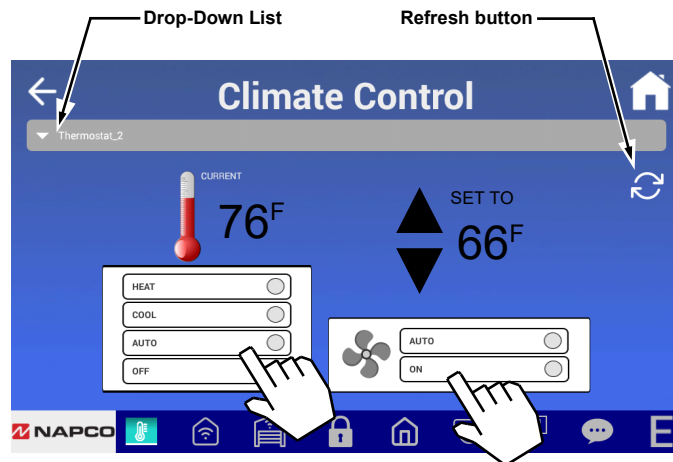 Drop-Down List
Refresh button
Climate Control
Thermostat_2
CURRENT
76F
SET TO
66F
HEAT
COOL
AUTO
OFF
AUTO
ON
NAPCO
E